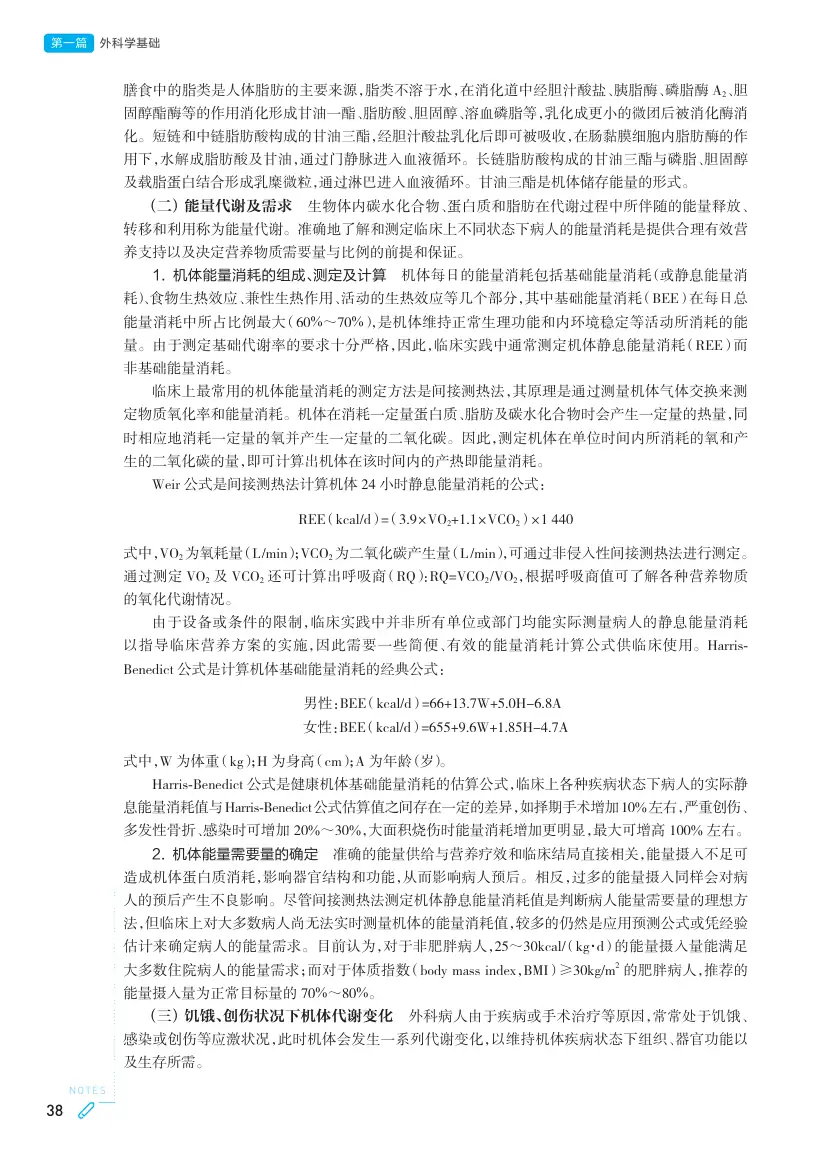 第一篇 外科学基础
膳食中的脂类是人体脂肪的主要来源,脂类不溶于水,在消化道中经胆汁酸盐、胰脂酶、磷脂酶 A₂、胆
固醇酯酶等的作用消化形成甘油一酯、脂肪酸、胆固醇、溶血磷脂等,乳化成更小的微团后被消化酶消
化。短链和中链脂肪酸构成的甘油三酯,经胆汁酸盐乳化后即可被吸收,在肠黏膜细胞内脂肪酶的作
用下,水解成脂肪酸及甘油,通过门静脉进入血液循环。长链脂肪酸构成的甘油三酯与磷脂、胆固醇
及载脂蛋白结合形成乳糜微粒,通过淋巴进入血液循环。甘油三酯是机体储存能量的形式。
(二)能量代谢及需求 生物体内碳水化合物、蛋白质和脂肪在代谢过程中所伴随的能量释放、
转移和利用称为能量代谢。准确地了解和测定临床上不同状态下病人的能量消耗是提供合理有效营
养支持以及决定营养物质需要量与比例的前提和保证。
1. 机体能量消耗的组成、测定及计算 机体每日的能量消耗包括基础能量消耗(或静息能量消
耗)、食物生热效应、兼性生热作用、活动的生热效应等几个部分,其中基础能量消耗(BEE)在每日总
能量消耗中所占比例最大(60%～70%),是机体维持正常生理功能和内环境稳定等活动所消耗的能
量。由于测定基础代谢率的要求十分严格,因此,临床实践中通常测定机体静息能量消耗(REE)而
非基础能量消耗。
临床上最常用的机体能量消耗的测定方法是间接测热法,其原理是通过测量机体气体交换来测
定物质氧化率和能量消耗。机体在消耗一定量蛋白质、脂肪及碳水化合物时会产生一定量的热量,同
时相应地消耗一定量的氧并产生一定量的二氧化碳。因此,测定机体在单位时间内所消耗的氧和产
生的二氧化碳的量,即可计算出机体在该时间内的产热即能量消耗。
Weir 公式是间接测热法计算机体 24 小时静息能量消耗的公式:
REE(kcal/d)=(3.9×VO₂+1.1×VCO₂)×1 440
式中,VO₂为氧耗量(L/min);VCO₂为二氧化碳产生量(L/min),可通过非侵入性间接测热法进行测定。
通过测定 VO₂ 及 VCO₂ 还可计算出呼吸商(RQ):RQ=VCO₂/VO₂,根据呼吸商值可了解各种营养物质
的氧化代谢情况。
由于设备或条件的限制,临床实践中并非所有单位或部门均能实际测量病人的静息能量消耗
以指导临床营养方案的实施,因此需要一些简便、有效的能量消耗计算公式供临床使用。Harris-
Benedict 公式是计算机体基础能量消耗的经典公式:
男性:BEE(kcal/d)=66+13.7W+5.0H-6.8A
女性:BEE(kcal/d)=655+9.6W+1.85H-4.7A
式中,W 为体重(kg);H 为身高(cm);A 为年龄(岁)。
Harris-Benedict 公式是健康机体基础能量消耗的估算公式,临床上各种疾病状态下病人的实际静
息能量消耗值与Harris-Benedict公式估算值之间存在一定的差异,如择期手术增加10%左右,严重创伤、
多发性骨折、感染时可增加 20%～30%,大面积烧伤时能量消耗增加更明显,最大可增高 100% 左右。
2. 机体能量需要量的确定 准确的能量供给与营养疗效和临床结局直接相关,能量摄入不足可
造成机体蛋白质消耗,影响器官结构和功能,从而影响病人预后。相反,过多的能量摄入同样会对病
人的预后产生不良影响。尽管间接测热法测定机体静息能量消耗值是判断病人能量需要量的理想方
法,但临床上对大多数病人尚无法实时测量机体的能量消耗值,较多的仍然是应用预测公式或凭经验
估计来确定病人的能量需求。目前认为,对于非肥胖病人,25～30kcal/(kg·d)的能量摄入量能满足
大多数住院病人的能量需求;而对于体质指数(body mass index,BMI)≥30kg/m² 的肥胖病人,推荐的
能量摄入量为正常目标量的 70%～80%。
(三)饥饿、创伤状况下机体代谢变化 外科病人由于疾病或手术治疗等原因,常常处于饥饿、
感染或创伤等应激状况,此时机体会发生一系列代谢变化,以维持机体疾病状态下组织、器官功能以
及生存所需。
NOTES
38